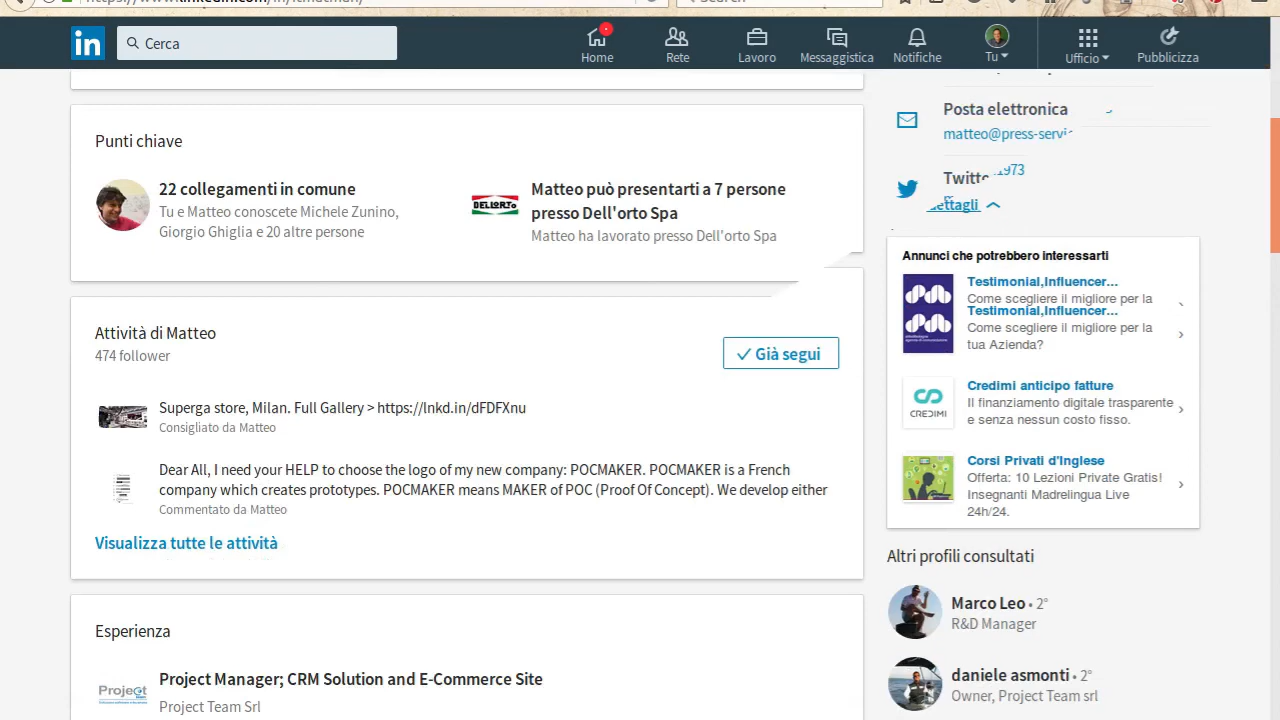 in
Cerca
Home
Rete
Lavoro
Messaggistica
Notifiche
Tu
Ufficio
Pubblicizza
Punti chiave
22 collegamenti in comune
Tu e Matteo conoscete Michele Zunino,
Giorgio Ghiglia e 20 altre persone
DELL'ORTO
Matteo può presentarti a 7 persone
presso Dell'orto Spa
Matteo ha lavorato presso Dell'orto Spa
Attività di Matteo
474 follower
Già segui
Superga store, Milan. Full Gallery > https://lnkd.in/dFDFXnu
Consigliato da Matteo
Dear All, I need your HELP to choose the logo of my new company: POCMAKER. POCMAKER is a French
company which creates prototypes. POCMAKER means MAKER of POC (Proof Of Concept). We develop either
Commentato da Matteo
Visualizza tutte le attività
Esperienza
Project
Project Manager; CRM Solution and E-Commerce Site
Project Team Srl
Posta elettronica
matteo@press-servic
Twitte
1973
ettagli
Annunci che potrebbero interessarti
Testimonial,Influencer...
Come scegliere il migliore per la
Testimonial,Influencer...
Come scegliere il migliore per la
tua Azienda?
CREDIMI
Credimi anticipo fatture
Il finanziamento digitale trasparente
e senza nessun costo fisso.
Corsi Privati d'Inglese
Offerta: 10 Lezioni Private Gratis!
Insegnanti Madrelingua Live
24h/24.
Altri profili consultati
Marco Leo • 2°
R&D Manager
daniele asmonti • 2°
Owner, Project Team srl